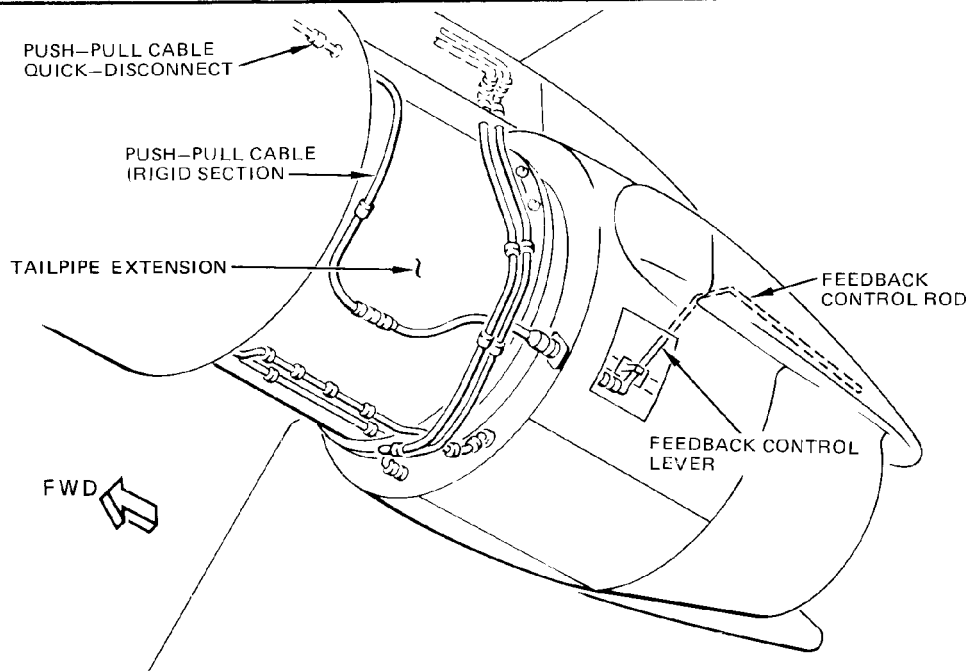 PUSH-PULL CABLE
QUICK-DISCONNECT
PUSH-PULL CABLE
(RIGID SECTION
TAILPIPE EXTENSION
FEEDBACK
CONTROL ROD
FEEDBACK CONTROL
LEVER
FWD